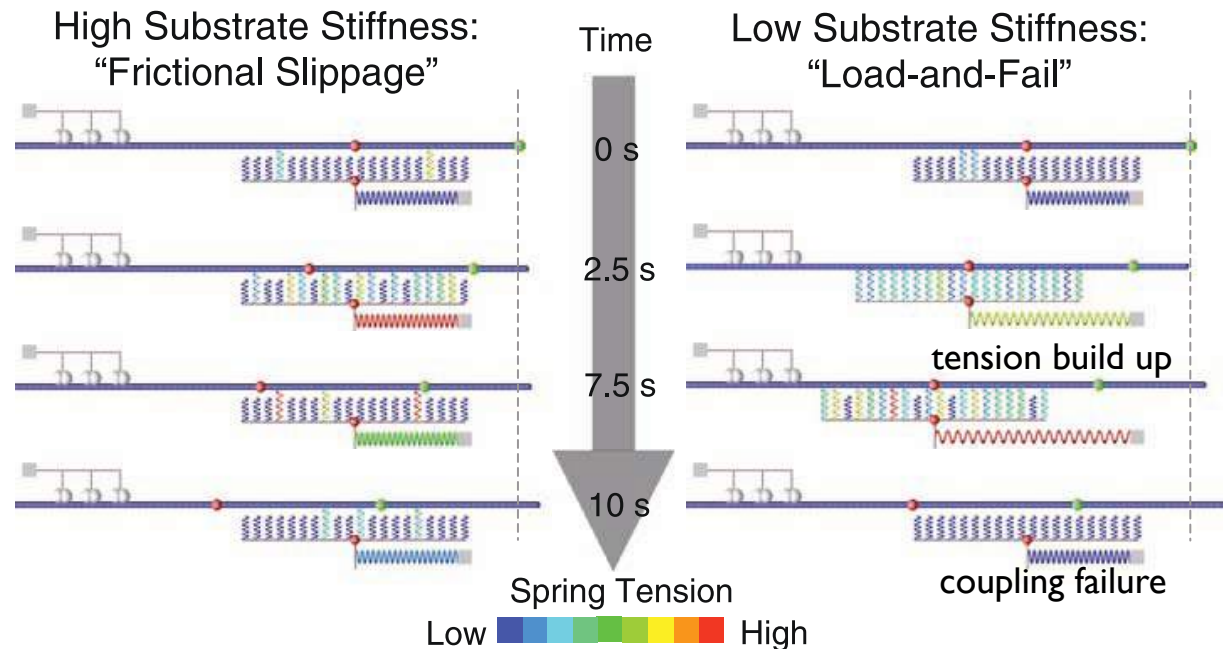 High Substrate Stiffness:
“Frictional Slippage”
Time
Low Substrate Stiffness:
“Load-and-Fail”
0 s
2.5 s
tension build up
7.5 s
10 s
coupling failure
Spring Tension
Low High